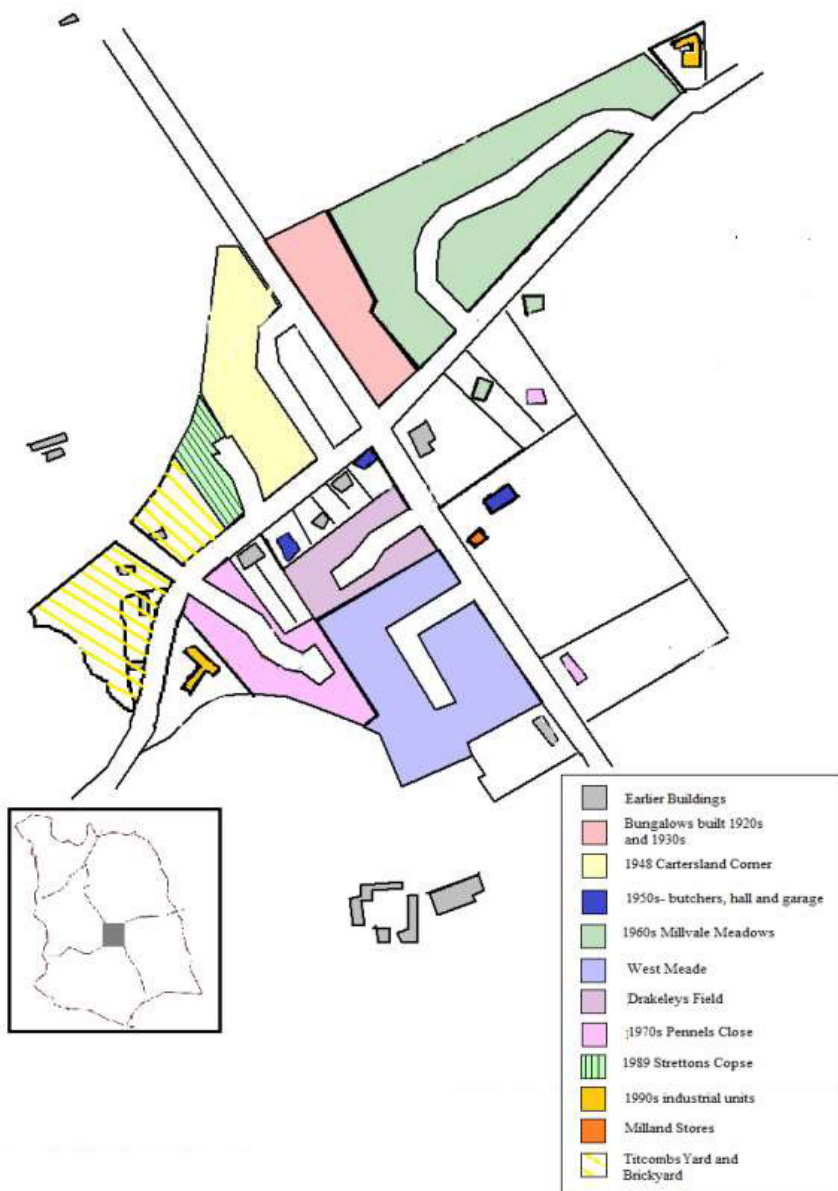 Earlier Buildings
Bungalows built 1920s
and 1930s
1948 Cartersland Corner
1950s- butchers, hall and garage
1960s Millvale Meadows
West Meade
Drakeleys Field
;1970s Pennels Close
1989 Strettons Copse
1990s industrial units
Milland Stores
Titcombs Yard and
Brickyard